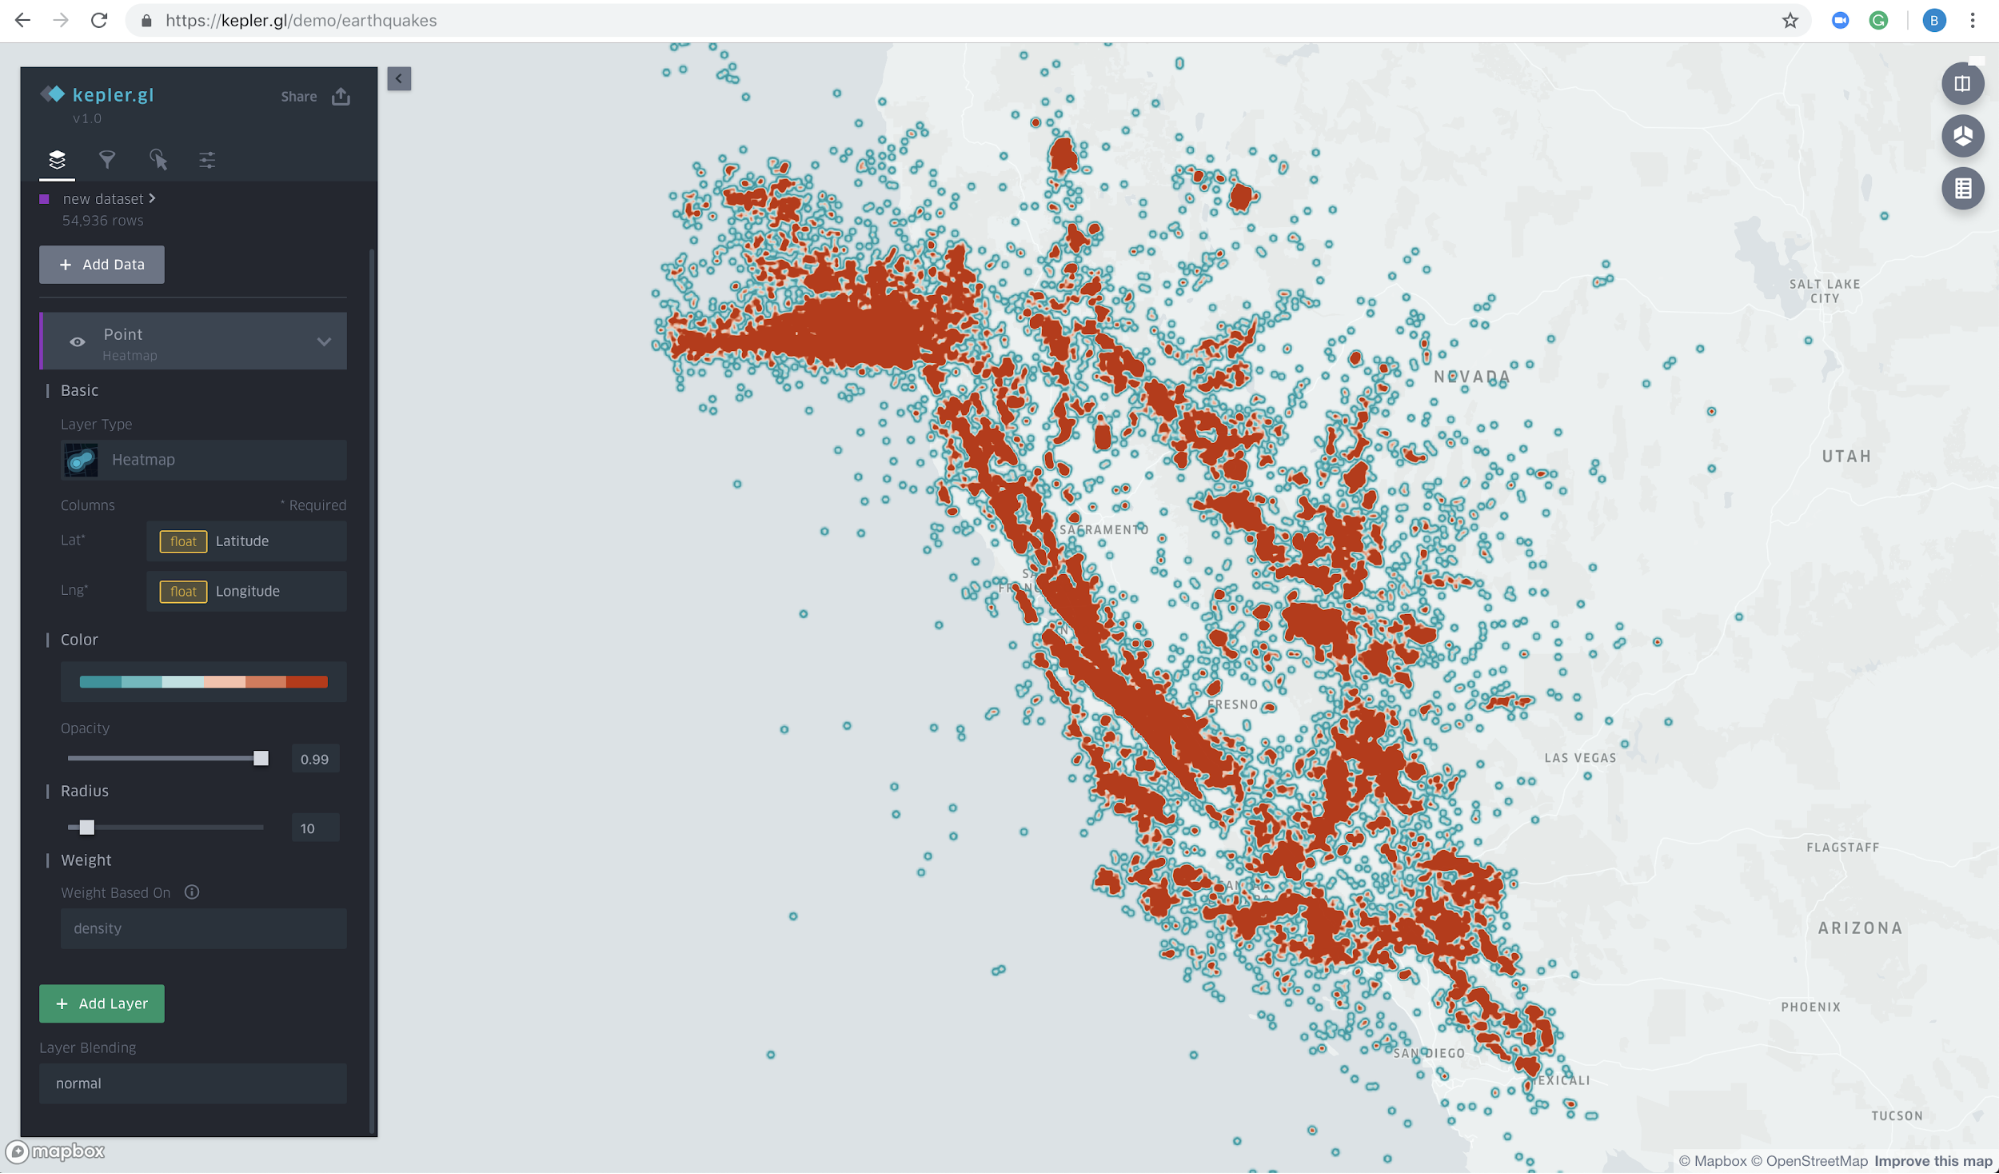 https://kepler.gl/demo/earthquakes
B
kepler.gl
v1.0
Share
new dataset
54,936 rows
+ Add Data
Point
Heatmap
Basic
Layer Type
Heatmap
Columns
* Required
Lat*
float
Latitude
Lng*
float
Longitude
Color
Opacity
0.99
Radius
10
Weight
Weight Based On
density
+ Add Layer
Layer Blending
normal
mapbox
SALT LAKE
CITY
NEVADA
UTAH
SACRAMENTO
FRESNO
LAS VEGAS
FLAGSTAFF
ARIZONA
PHOENIX
SAN DIEGO
EXICALI
TUCSON
© Mapbox © OpenStreetMap Improve this map